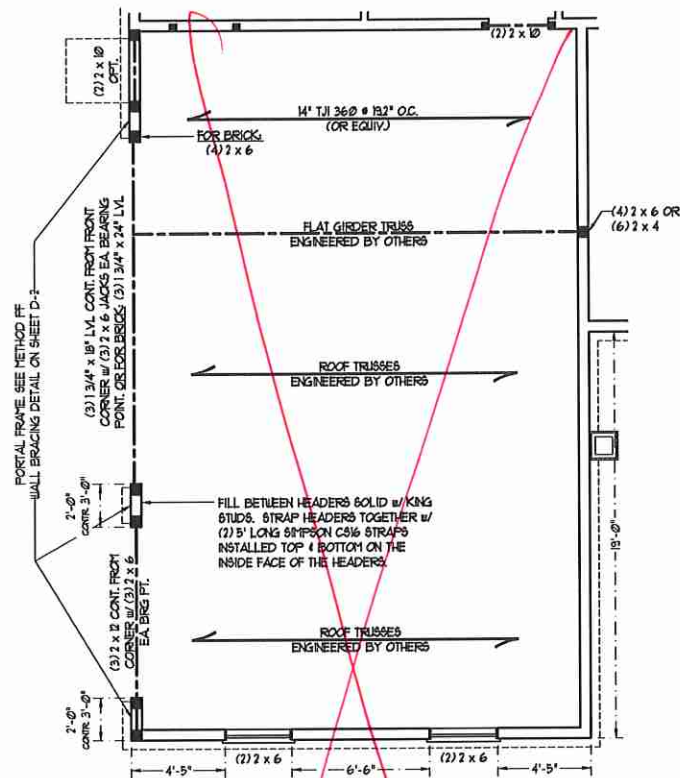 (2) 2 x 10
(2) 2 x 10
OPT.
14" TJI 360 @ 19.2" O.C.
(OR EQUIV.)
FOR BRICK:
(4) 2 x 6
(4) 2 x 6 OR
(6) 2 x 4
FLAT GIRDER TRUSS
ENGINEERED BY OTHERS
PORTAL FRAME. SEE METHOD PF
WALL BRACING DETAIL ON SHEET D-2
(3) 1 3/4" x 18" LVL CONT. FROM FRONT
CORNER w/ (3) 2 x 6 JACKS EA. BEARING
POINT. OR FOR BRICK: (3) 1 3/4" x 24" LVL
ROOF TRUSSES
ENGINEERED BY OTHERS
2'-0"
CONTR. 3'-0"
FILL BETWEEN HEADERS SOLID w/ KING
STUDS. STRAP HEADERS TOGETHER w/
(2) 5' LONG SIMPSON CS16 STRAPS
INSTALLED TOP & BOTTOM ON THE
INSIDE FACE OF THE HEADERS.
19'-0"
(3) 2 x 12 CONT. FROM
CORNER w/ (3) 2 x 6
EA. BRG PT.
ROOF TRUSSES
ENGINEERED BY OTHERS
2'-0"
CONTR. 3'-0"
(2) 2 x 6
(2) 2 x 6
4'-5"
6'-6"
4'-5"